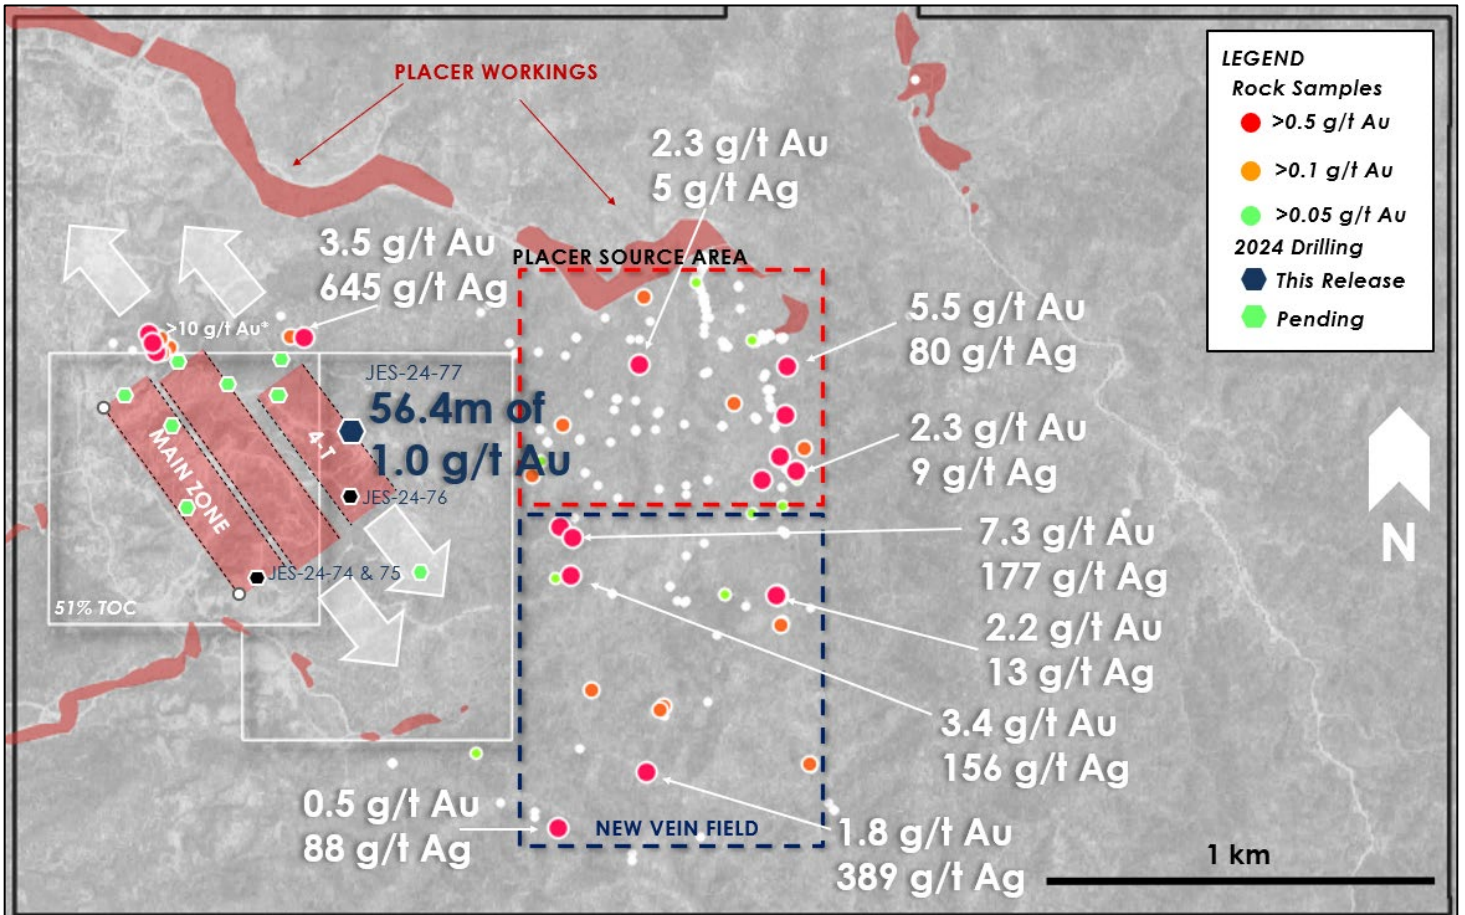 LEGEND
Rock Samples
>0.5 g/t Au
>0.1 g/t Au
>0.05 g/t Au
2024 Drilling
This Release
Pending
PLACER WORKINGS
2.3 g/t Au
5 g/t Ag
3.5 g/t Au
645 g/t Ag
PLACER SOURCE AREA
>10 g/t Au*
5.5 g/t Au
80 g/t Ag
JES-24-77
56.4m of
1.0 g/t Au
2.3 g/t Au
9 g/t Ag
MAIN ZONE
4-T
JES-24-76
7.3 g/t Au
177 g/t Ag
N
JES-24-74 & 75
51% TOC
2.2 g/t Au
13 g/t Ag
3.4 g/t Au
156 g/t Ag
0.5 g/t Au
88 g/t Ag
NEW VEIN FIELD
1.8 g/t Au
389 g/t Ag
1 km